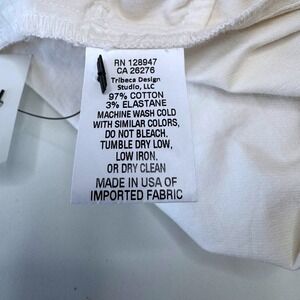 RN 128947
CA 26276
Tribeca Design
Studio, LLC
97% COTTON
3% ELASTANE
MACHINE WASH COLD
WITH SIMILAR COLORS,
DO NOT BLEACH.
TUMBLE DRY LOW,
LOW IRON.
OR DRY CLEAN
MADE IN USA OF
IMPORTED FABRIC